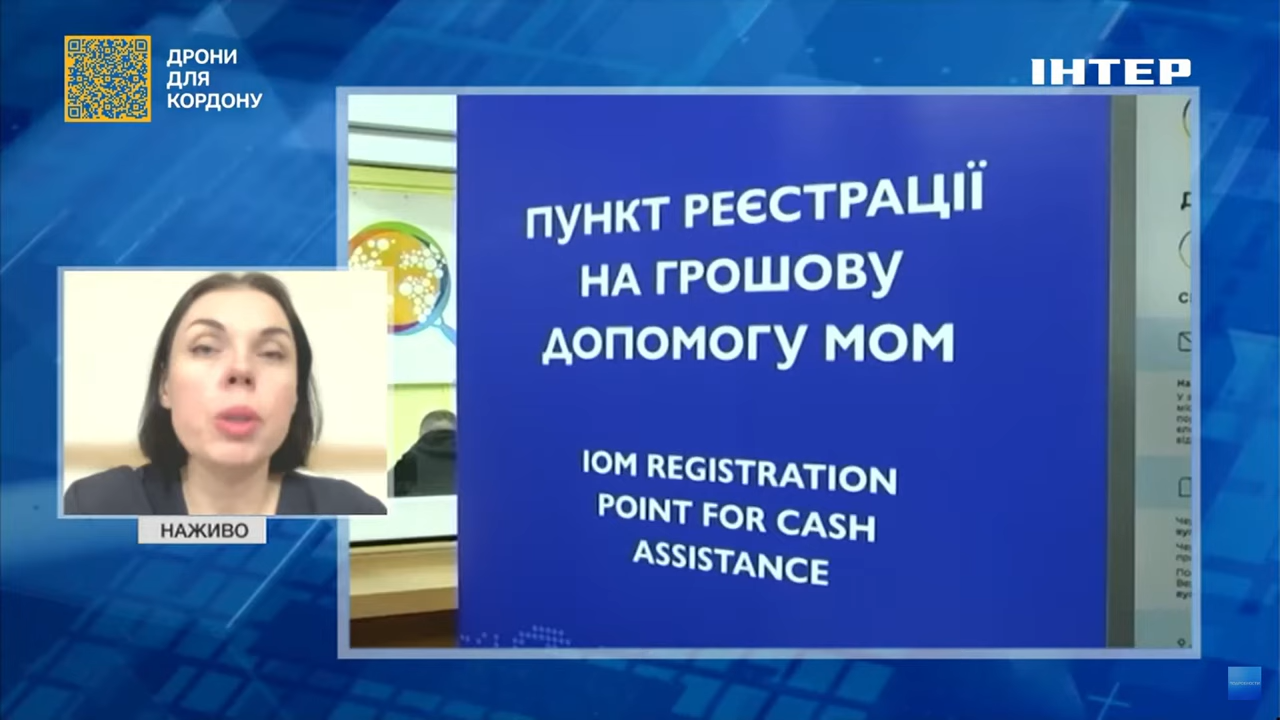 ДРОНИ
ДЛЯ
КОРДОНУ
ІНТЕР
ПУНКТ РЕЄСТРАЦІЇ
НА ГРОШОВУ
ДОПОМОГУ МОМ
IOM REGISTRATION
POINT FOR CASH
ASSISTANCE
НАЖИВО